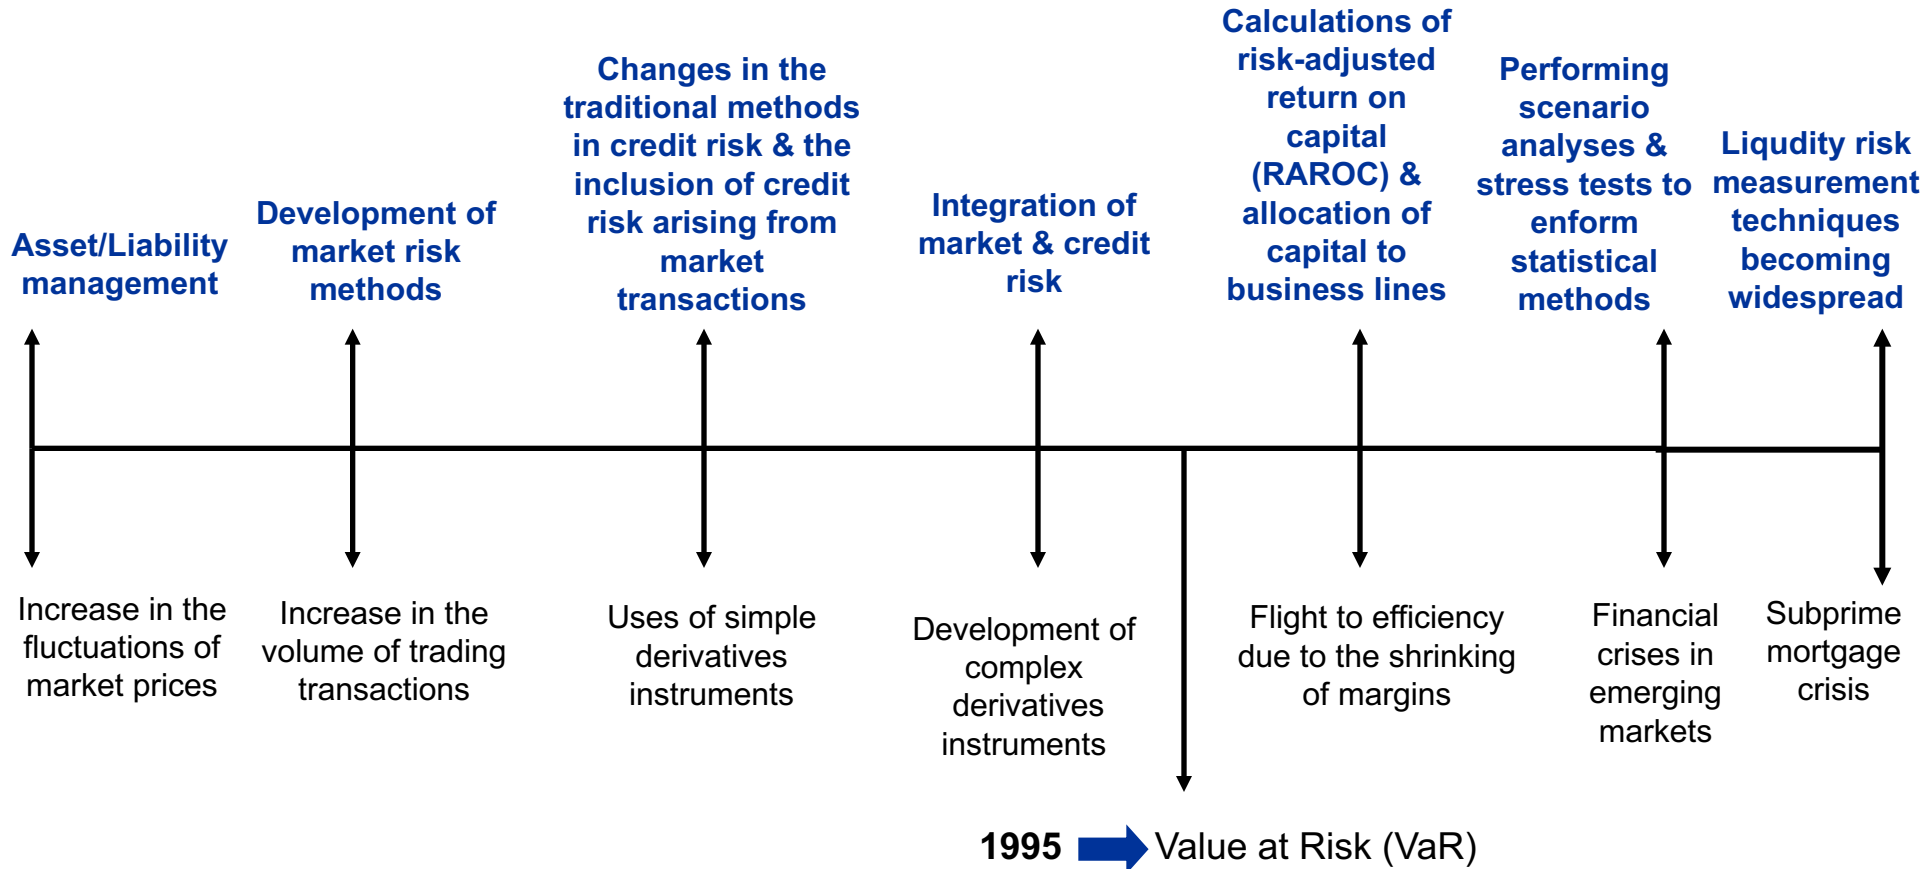 Asset/Liability
management
Development of
market risk
methods
Changes in the
traditional methods
in credit risk & the
inclusion of credit
risk arising from
market
transactions
Integration of
market & credit
risk
Calculations of
risk-adjusted
return on
capital
(RAROC) &
allocation of
capital to
business lines
Performing
scenario
analyses &
stress tests to
enform
statistical
methods
Liqudity risk
measurement
techniques
becoming
widespread
Increase in the
fluctuations of
market prices
Increase in the
volume of trading
transactions
Uses of simple
derivatives
instruments
Development of
complex
derivatives
instruments
Flight to efficiency
due to the shrinking
of margins
Financial
crises in
emerging
markets
Subprime
mortgage
crisis
1995 Value at Risk (VaR)